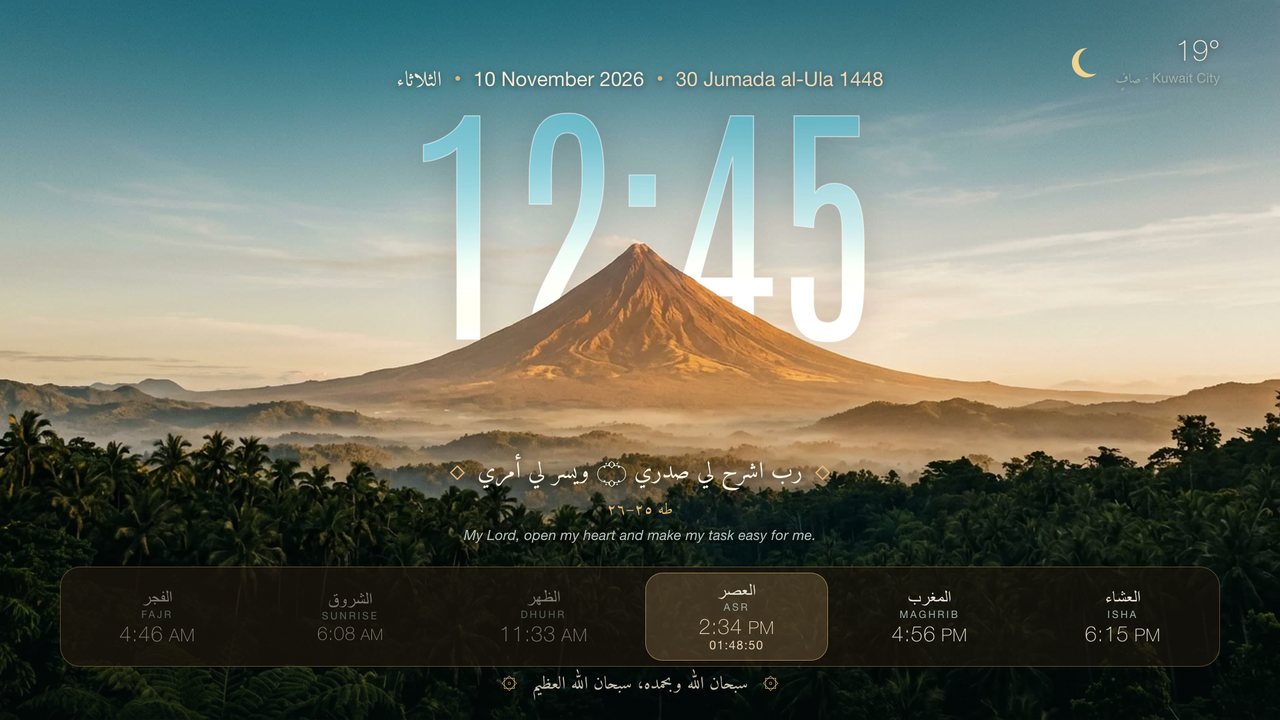 19°
صافٍ · Kuwait City
الثلاثاء • 10 November 2026 • 30 Jumada al-Ula 1448
12:45
رب اشرح لي صدري ۝ ويسر لي أمري
طه ٢٥-٢٦
My Lord, open my heart and make my task easy for me.
الفجر
FAJR
4:46 AM
الشروق
SUNRISE
6:08 AM
الظهر
DHUHR
11:33 AM
العصر
ASR
2:34 PM
01:48:50
المغرب
MAGHRIB
4:56 PM
العشاء
ISHA
6:15 PM
سبحان الله وبحمده، سبحان الله العظيم